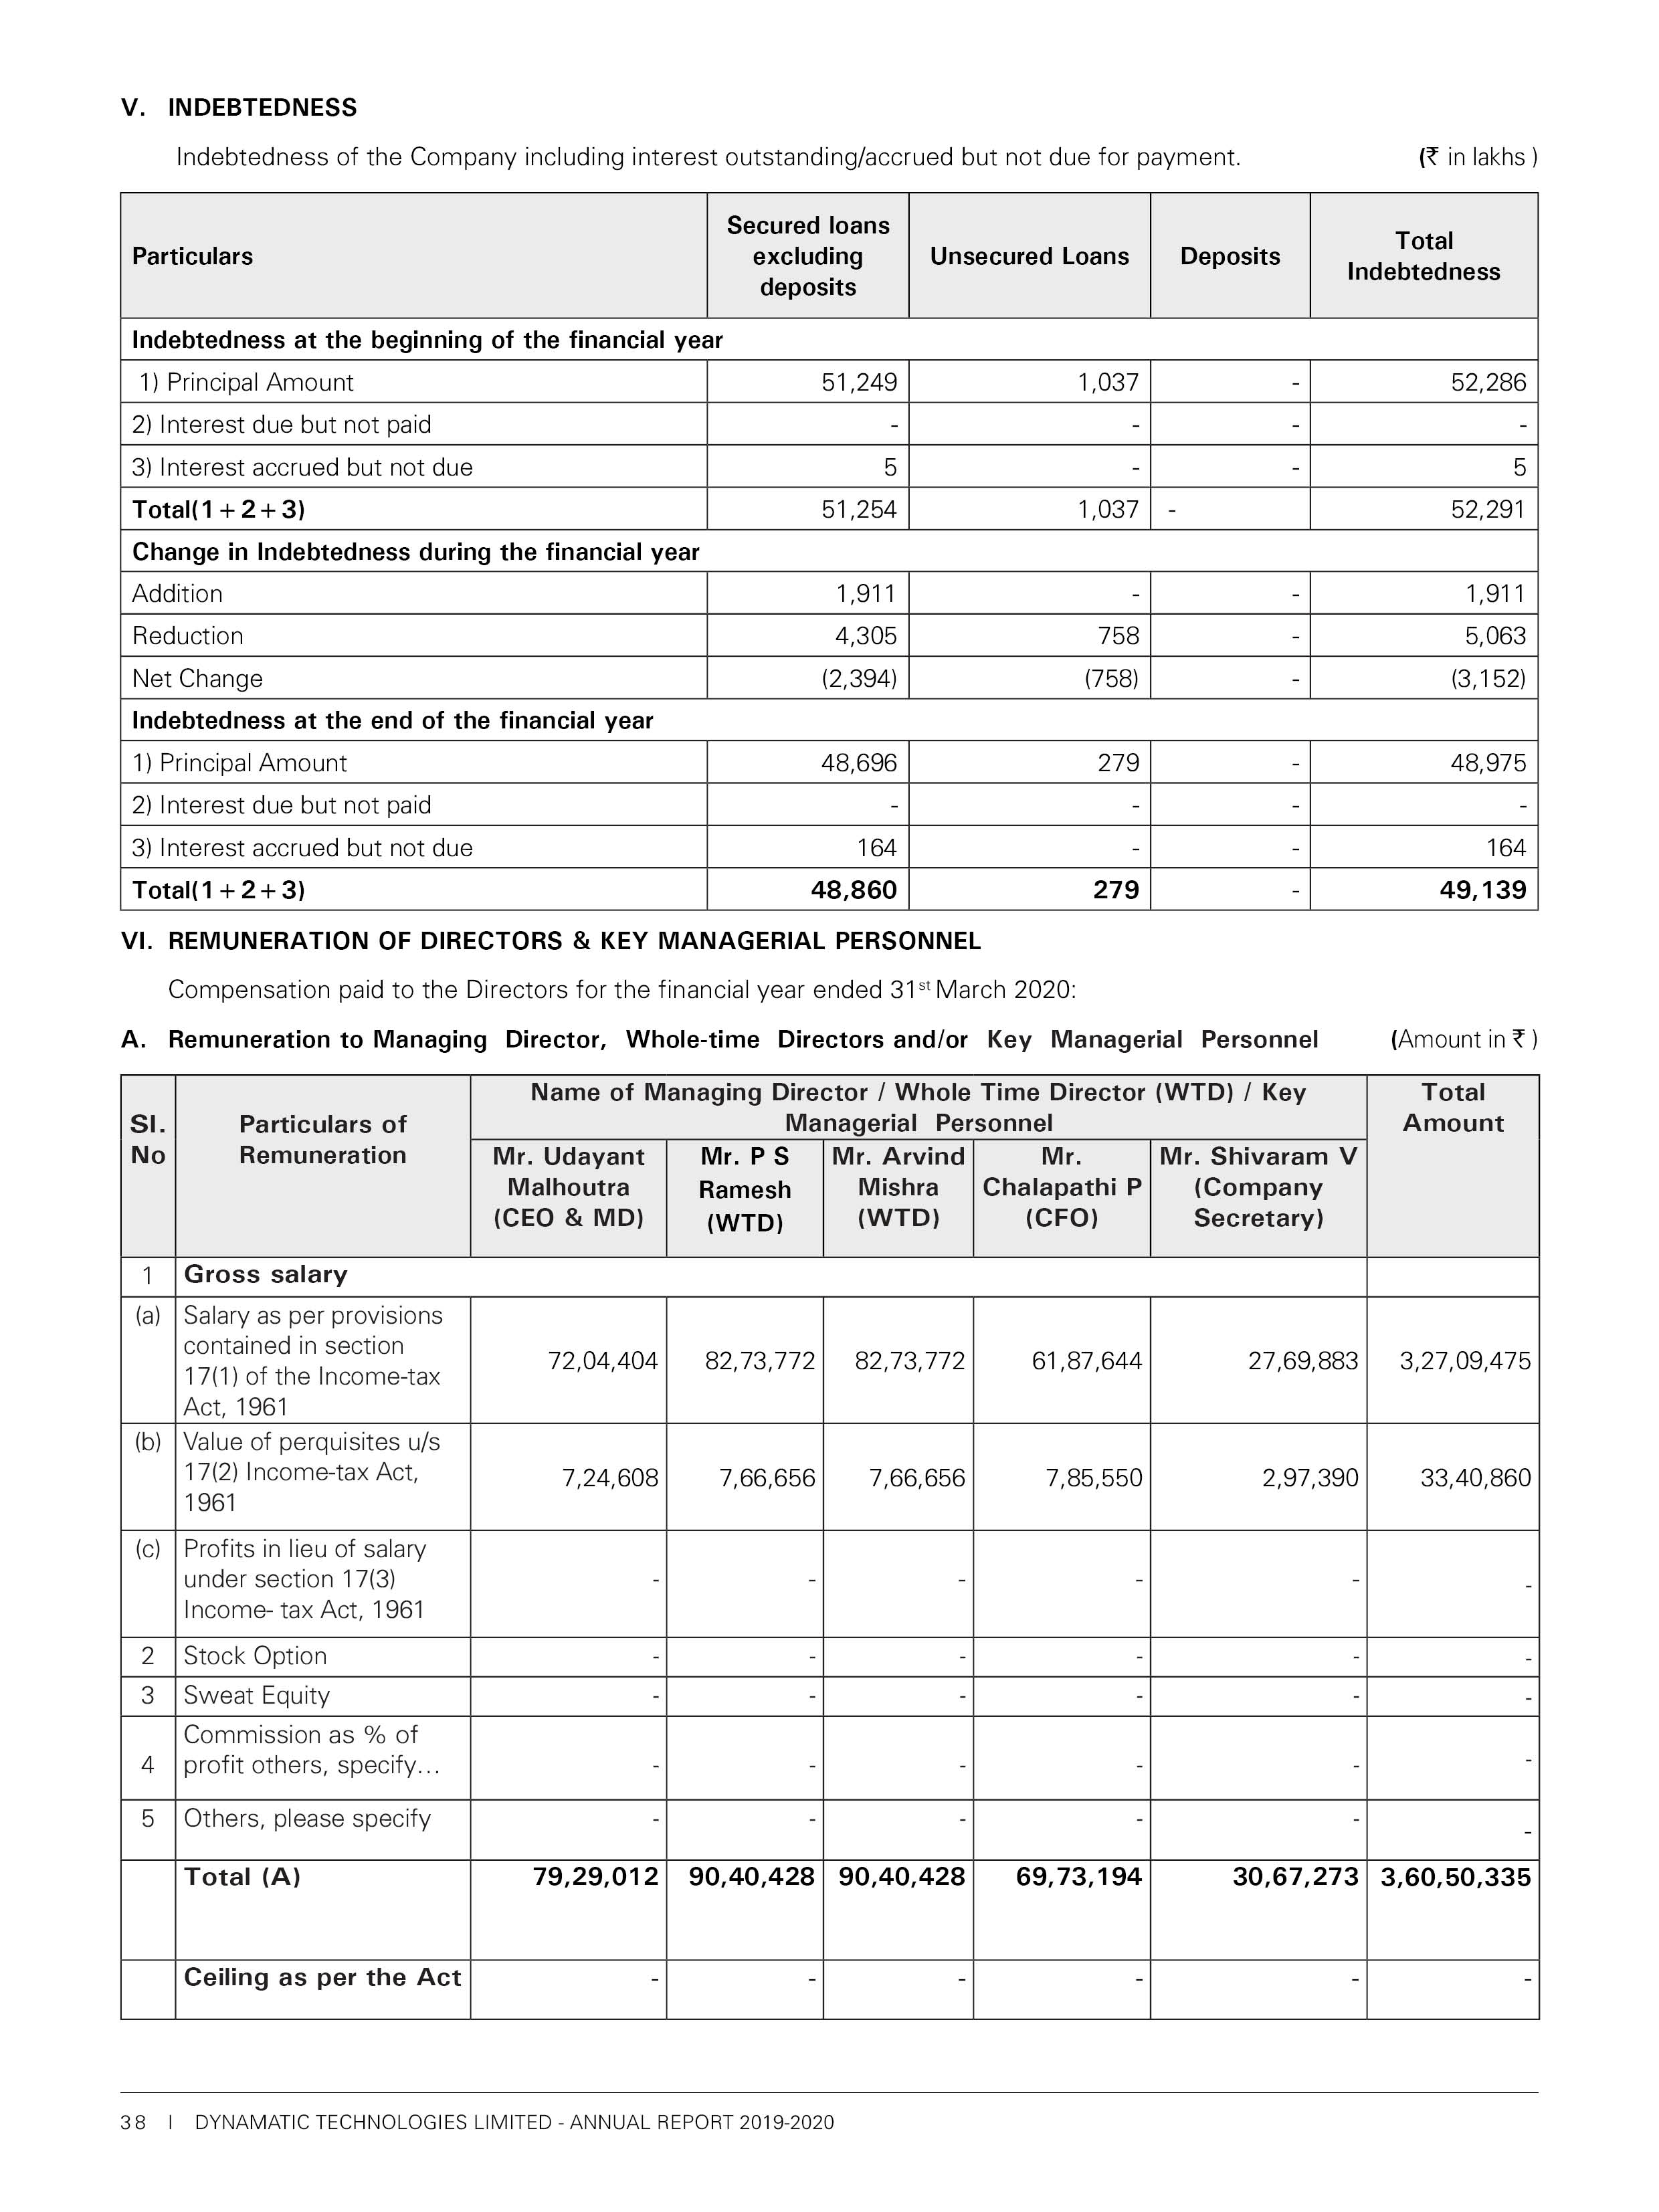 V. INDEBTEDNESS
Indebtedness of the Company including interest outstanding/accrued but not due for payment. (₹ in lakhs )
Particulars Secured loans excluding deposits Unsecured Loans Deposits Total Indebtedness
Indebtedness at the beginning of the financial year
1) Principal Amount 51,249 1,037 - 52,286
2) Interest due but not paid - - - -
3) Interest accrued but not due 5 - - 5
Total(1+2+3) 51,254 1,037 - 52,291
Change in Indebtedness during the financial year
Addition 1,911 - - 1,911
Reduction 4,305 758 - 5,063
Net Change (2,394) (758) - (3,152)
Indebtedness at the end of the financial year
1) Principal Amount 48,696 279 - 48,975
2) Interest due but not paid - - - -
3) Interest accrued but not due 164 - - 164
Total(1+2+3) 48,860 279 - 49,139
VI. REMUNERATION OF DIRECTORS & KEY MANAGERIAL PERSONNEL
Compensation paid to the Directors for the financial year ended 31st March 2020:
A. Remuneration to Managing Director, Whole-time Directors and/or Key Managerial Personnel (Amount in ₹ )
Sl. No
Particulars of Remuneration
Name of Managing Director / Whole Time Director (WTD) / Key Managerial Personnel
Total Amount
Mr. Udayant Malhoutra (CEO & MD)
Mr. P S Ramesh (WTD)
Mr. Arvind Mishra (WTD)
Mr. Chalapathi P (CFO)
Mr. Shivaram V (Company Secretary)
1 Gross salary
(a) Salary as per provisions
contained in section
17(1) of the Income-tax
Act, 1961
72,04,404 82,73,772 82,73,772 61,87,644 27,69,883 3,27,09,475
(b) Value of perquisites u/s
17(2) Income-tax Act,
1961
7,24,608 7,66,656 7,66,656 7,85,550 2,97,390 33,40,860
(c) Profits in lieu of salary
under section 17(3)
Income- tax Act, 1961
- - - - - -
2 Stock Option - - - - - -
3 Sweat Equity - - - - - -
4 Commission as % of
profit others, specify...
- - - - - -
5 Others, please specify - - - - - -
Total (A) 79,29,012 90,40,428 90,40,428 69,73,194 30,67,273 3,60,50,335
Ceiling as per the Act - - - - - -
38 I DYNAMATIC TECHNOLOGIES LIMITED - ANNUAL REPORT 2019-2020